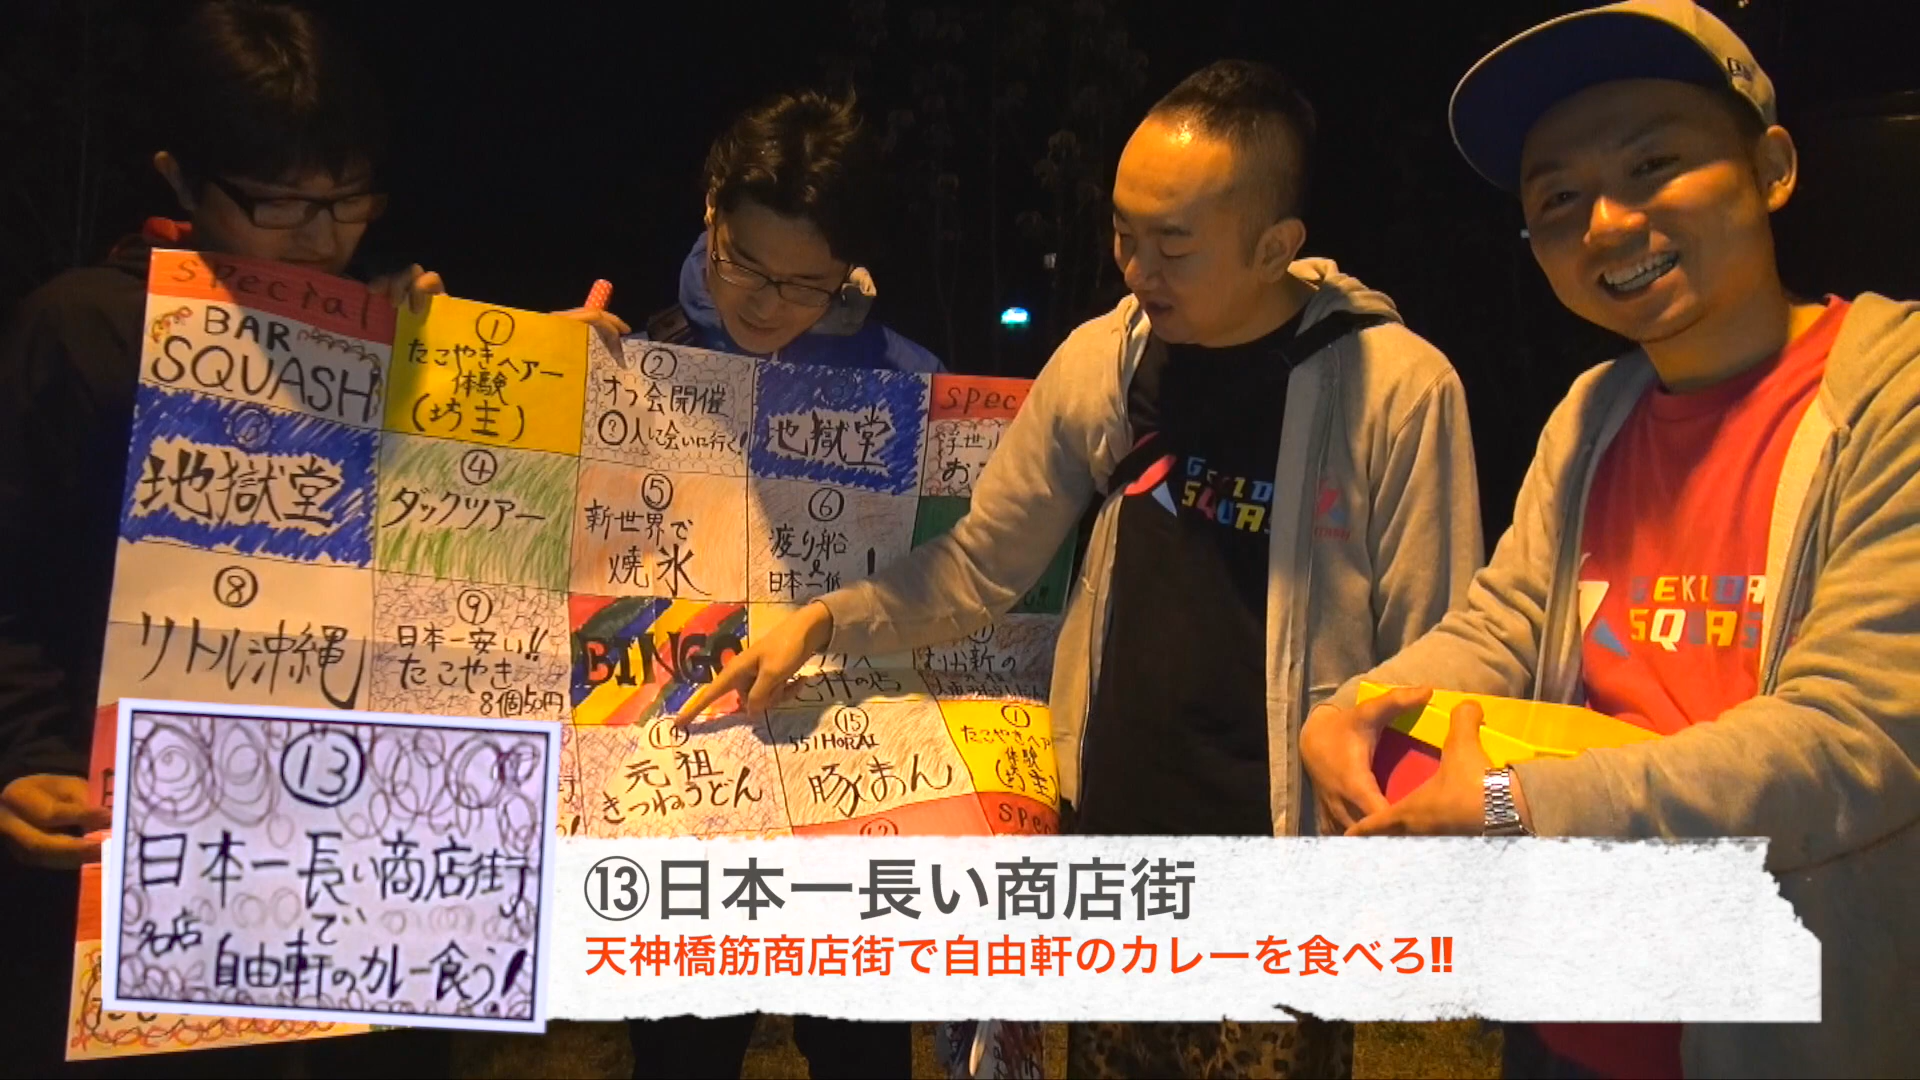 special
BAR
SQUASH
①
たこやきヘアー
体験
(坊主)
②
オフ会開催
?人に会いに行く!
③
地獄堂
spec
③
地獄堂
④
ダックツアー
⑤
新世界で
焼氷
⑥
渡り船
&
日本一低
!
⑧
リトル沖縄
⑨
日本一安い!!
たこやき
8個50円
BINGO
⑭
元祖
きつねうどん
⑮
551HORAI
豚まん
①
たこやきヘア
体験
(坊主)
Spec
GEKIDA
SQUAS
GEKIDA
SQUAS
⑬
日本一長い商店街
で
名店
自由軒のカレー食う!
⑬日本一長い商店街
天神橋筋商店街で自由軒のカレーを食べろ!!